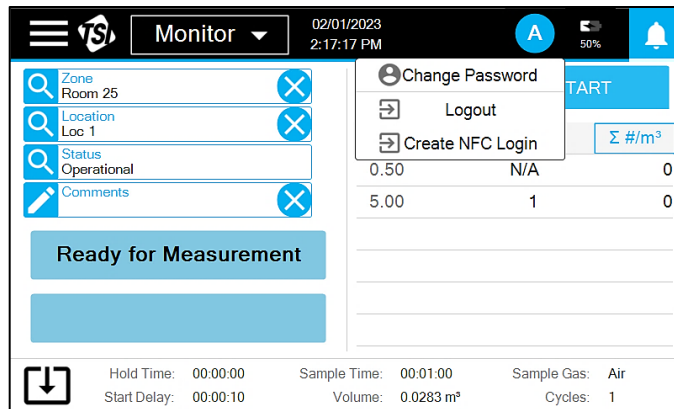 TSI
Monitor
02/01/2023
2:17:17 PM
A
50%
Zone
Room 25
Location
Loc 1
Status
Operational
Comments
Ready for Measurement
Change Password
Logout
Create NFC Login
TART
Σ #/m³
0.50 N/A 0
5.00 1 0
Hold Time: 00:00:00 Sample Time: 00:01:00 Sample Gas: Air
Start Delay: 00:00:10 Volume: 0.0283 m³ Cycles: 1